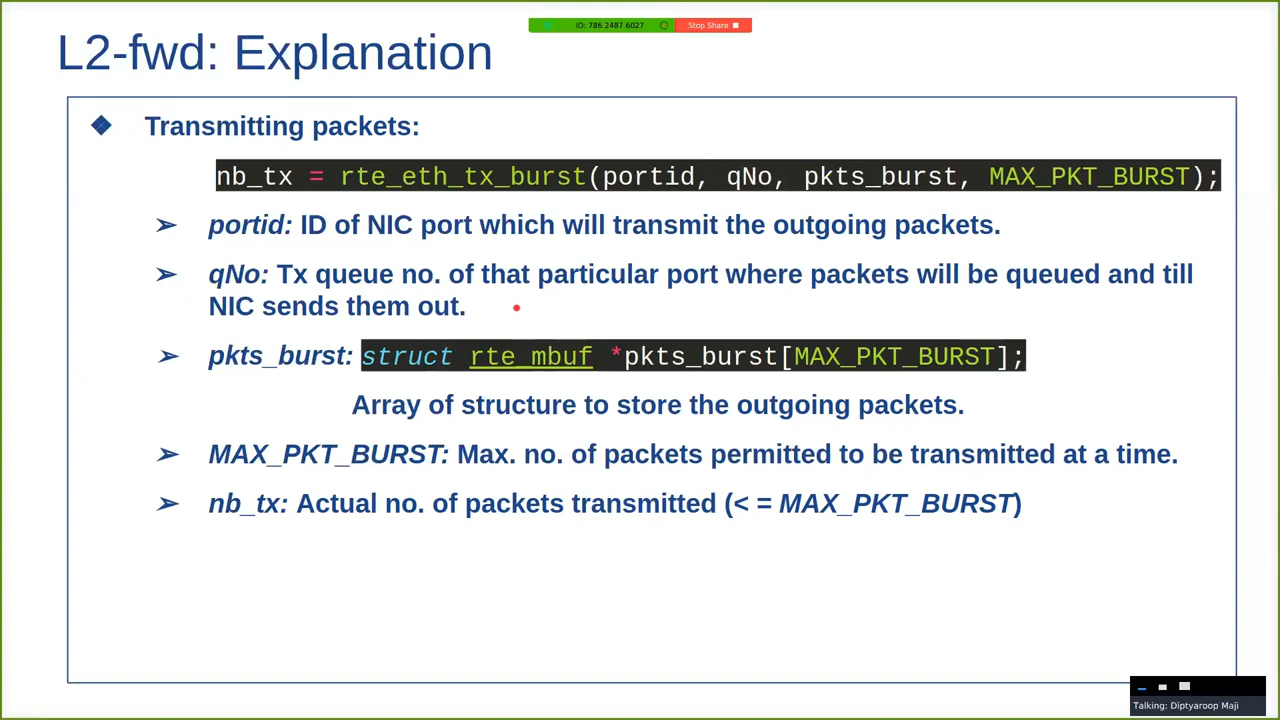 ID: 786 2487 6027 Stop Share
L2-fwd: Explanation
❖ Transmitting packets:
nb_tx = rte_eth_tx_burst(portid, qNo, pkts_burst, MAX_PKT_BURST);
➢ portid: ID of NIC port which will transmit the outgoing packets.
➢ qNo: Tx queue no. of that particular port where packets will be queued and till
NIC sends them out.
➢ pkts_burst: struct rte_mbuf *pkts_burst[MAX_PKT_BURST];
Array of structure to store the outgoing packets.
➢ MAX_PKT_BURST: Max. no. of packets permitted to be transmitted at a time.
➢ nb_tx: Actual no. of packets transmitted (< = MAX_PKT_BURST)
Talking: Diptyaroop Maji